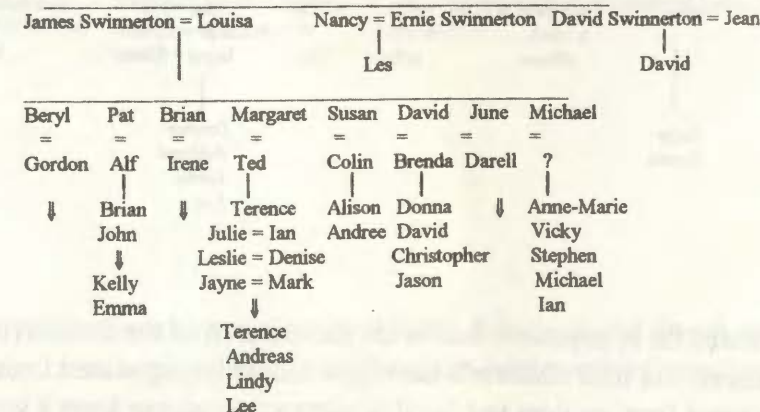 James Swinnerton = Louisa Nancy = Ernie Swinnerton David Swinnerton = Jean
Les David
Beryl Pat Brian Margaret Susan David June Michael
= = = = = = = =
Gordon Alf Irene Ted Colin Brenda Darell ?
⇓ Brian ⇓ Terence Alison Donna ⇓ Anne-Marie
John Julie = Ian Andree David Vicky
⇓ Leslie = Denise Christopher Stephen
Kelly Jayne = Mark Jason Michael
Emma ⇓ Ian
Terence
Andreas
Lindy
Lee